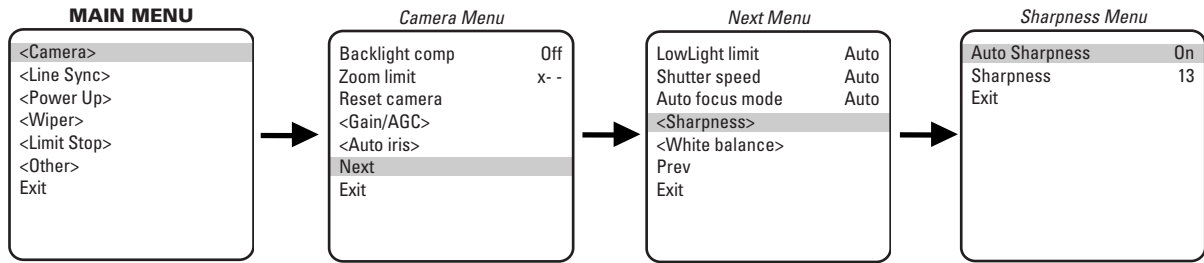 MAIN MENU
<Camera>
<Line Sync>
<Power Up>
<Wiper>
<Limit Stop>
<Other>
Exit
Camera Menu
Backlight comp Off
Zoom limit x- -
Reset camera
<Gain/AGC>
<Auto iris>
Next
Exit
Next Menu
LowLight limit Auto
Shutter speed Auto
Auto focus mode Auto
<Sharpness>
<White balance>
Prev
Exit
Sharpness Menu
Auto Sharpness On
Sharpness 13
Exit